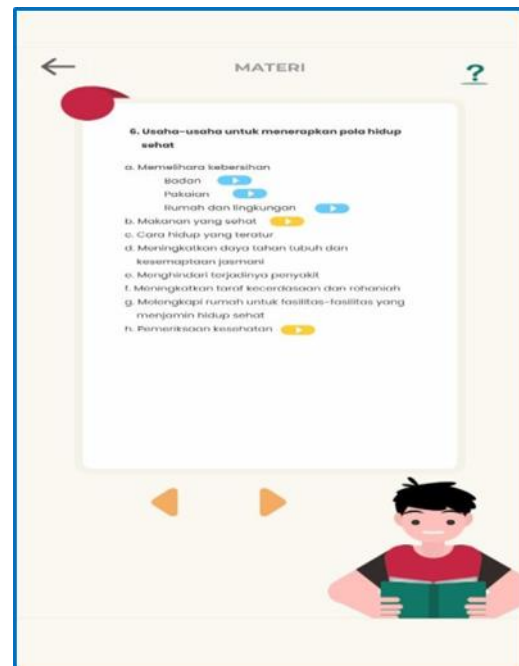 MATERI
?
6. Usaha-usaha untuk menerapkan pola hidup
sehat
a. Memelihara kebersihan
Badan
Pakaian
Rumah dan lingkungan
b. Makanan yang sehat
c. Cara hidup yang teratur
d. Meningkatkan daya tahan tubuh dan
kesemaptaan jasmani
e. Menghindari terjadinya penyakit
f. Meningkatkan taraf kecerdasaan dan rohaniah
g. Melengkapi rumah untuk fasilitas-fasilitas yang
menjamin hidup sehat
h. Pemeriksaan kesehatan